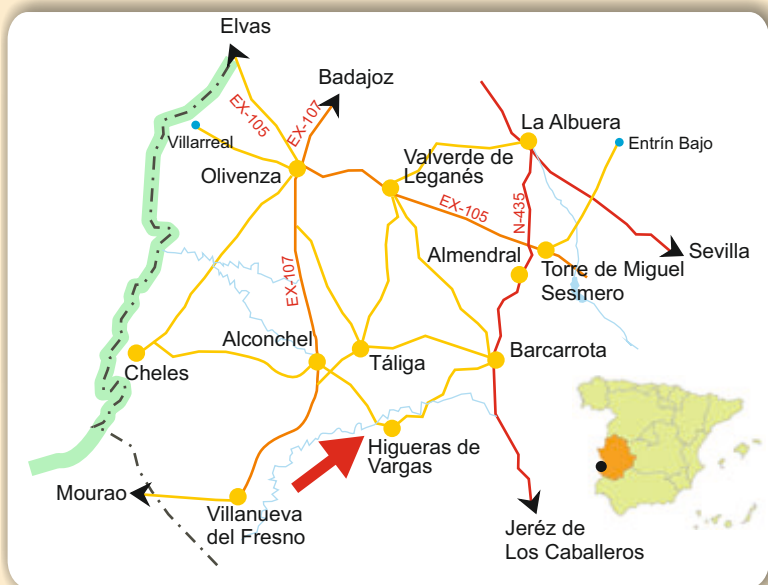 Elvas
Badajoz
EX-105
EX-107
La Albuera
Villarreal
Entrín Bajo
Valverde de
Leganés
Olivenza
EX-105
N-435
Almendral
Sevilla
Torre de Miguel
Sesmero
EX-107
Alconchel
Táliga
Barcarrota
Cheles
Higueras de
Vargas
Mourao
Villanueva
del Fresno
Jeréz de
Los Caballeros